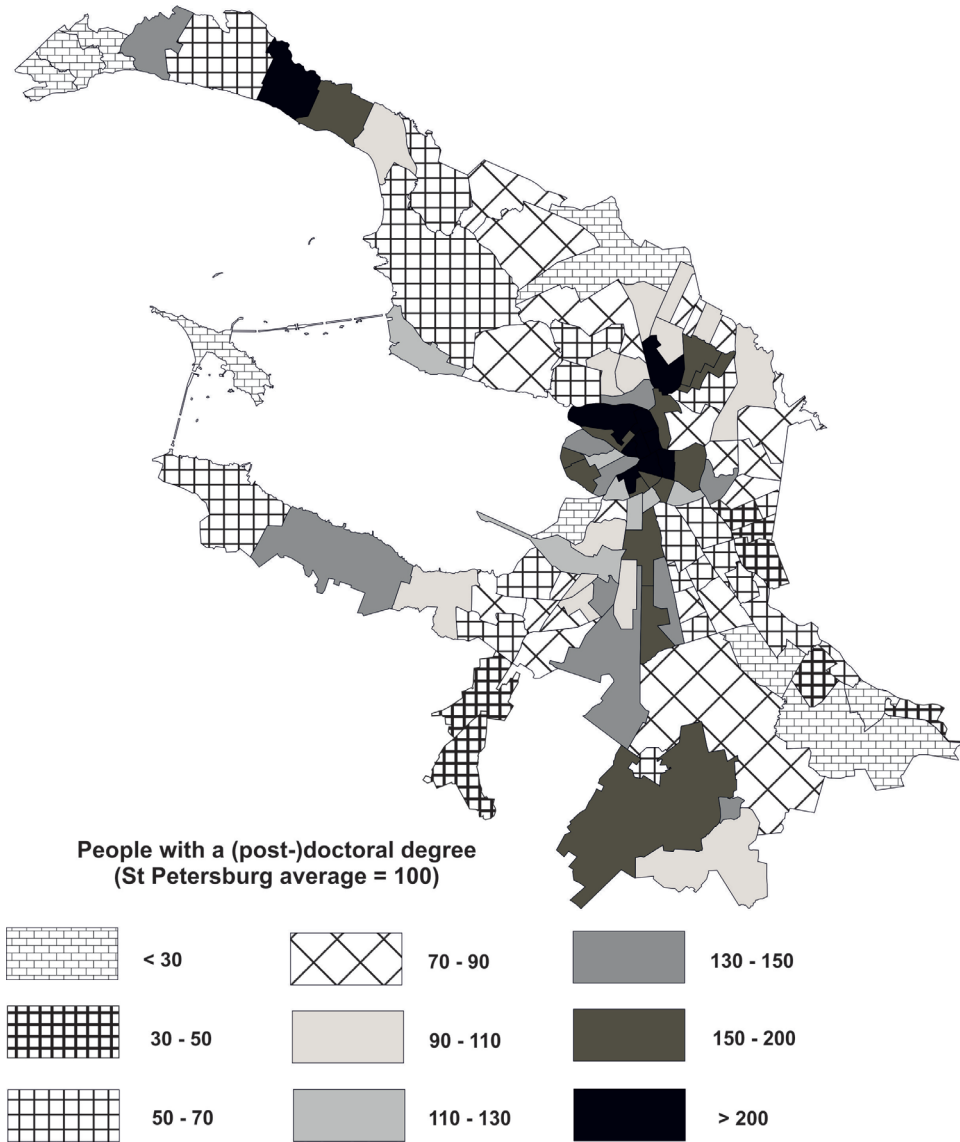 People with a (post-)doctoral degree
(St Petersburg average = 100)
< 30
70 - 90
130 - 150
30 - 50
90 - 110
150 - 200
50 - 70
110 - 130
> 200